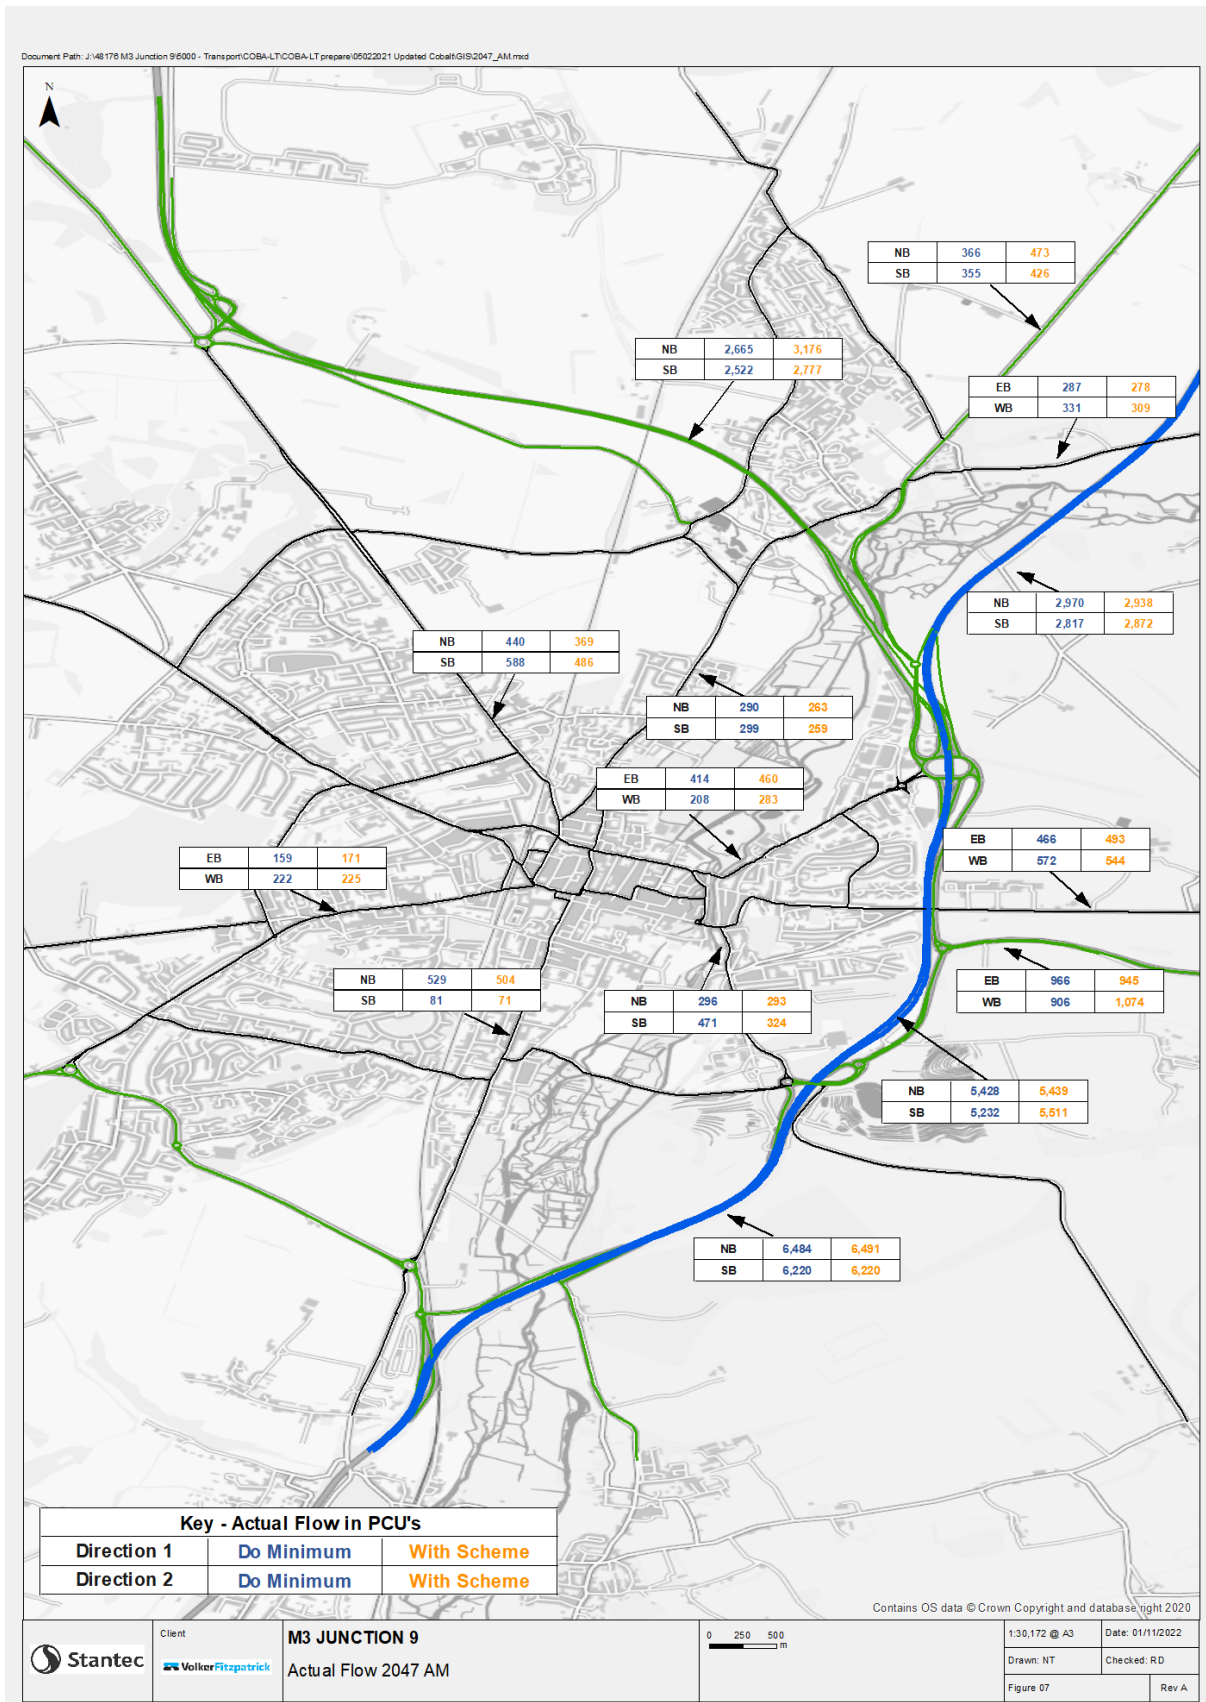 Document Path: J:\48176 M3 Junction 9\5000 - Transport\COBA-LT\COBA-LT prepare\05022021 Updated Cobalt\GIS\2047_AM.mxd
N
NB 366 473
SB 355 426
NB 2,665 3,176
SB 2,522 2,777
EB 287 278
WB 331 309
NB 2,970 2,938
SB 2,817 2,872
NB 440 369
SB 588 486
NB 290 263
SB 299 259
EB 414 460
WB 208 283
EB 466 493
WB 572 544
EB 159 171
WB 222 225
NB 529 504
SB 81 71
NB 296 293
SB 471 324
EB 966 945
WB 906 1,074
NB 5,428 5,439
SB 5,232 5,511
NB 6,484 6,491
SB 6,220 6,220
Key - Actual Flow in PCU's
Direction 1 Do Minimum With Scheme
Direction 2 Do Minimum With Scheme
Contains OS data © Crown Copyright and database right 2020
Stantec
Client
VolkerFitzpatrick
M3 JUNCTION 9
Actual Flow 2047 AM
0 250 500
m
1:30,172 @ A3
Date: 01/11/2022
Drawn: NT
Checked: RD
Figure 07
Rev A